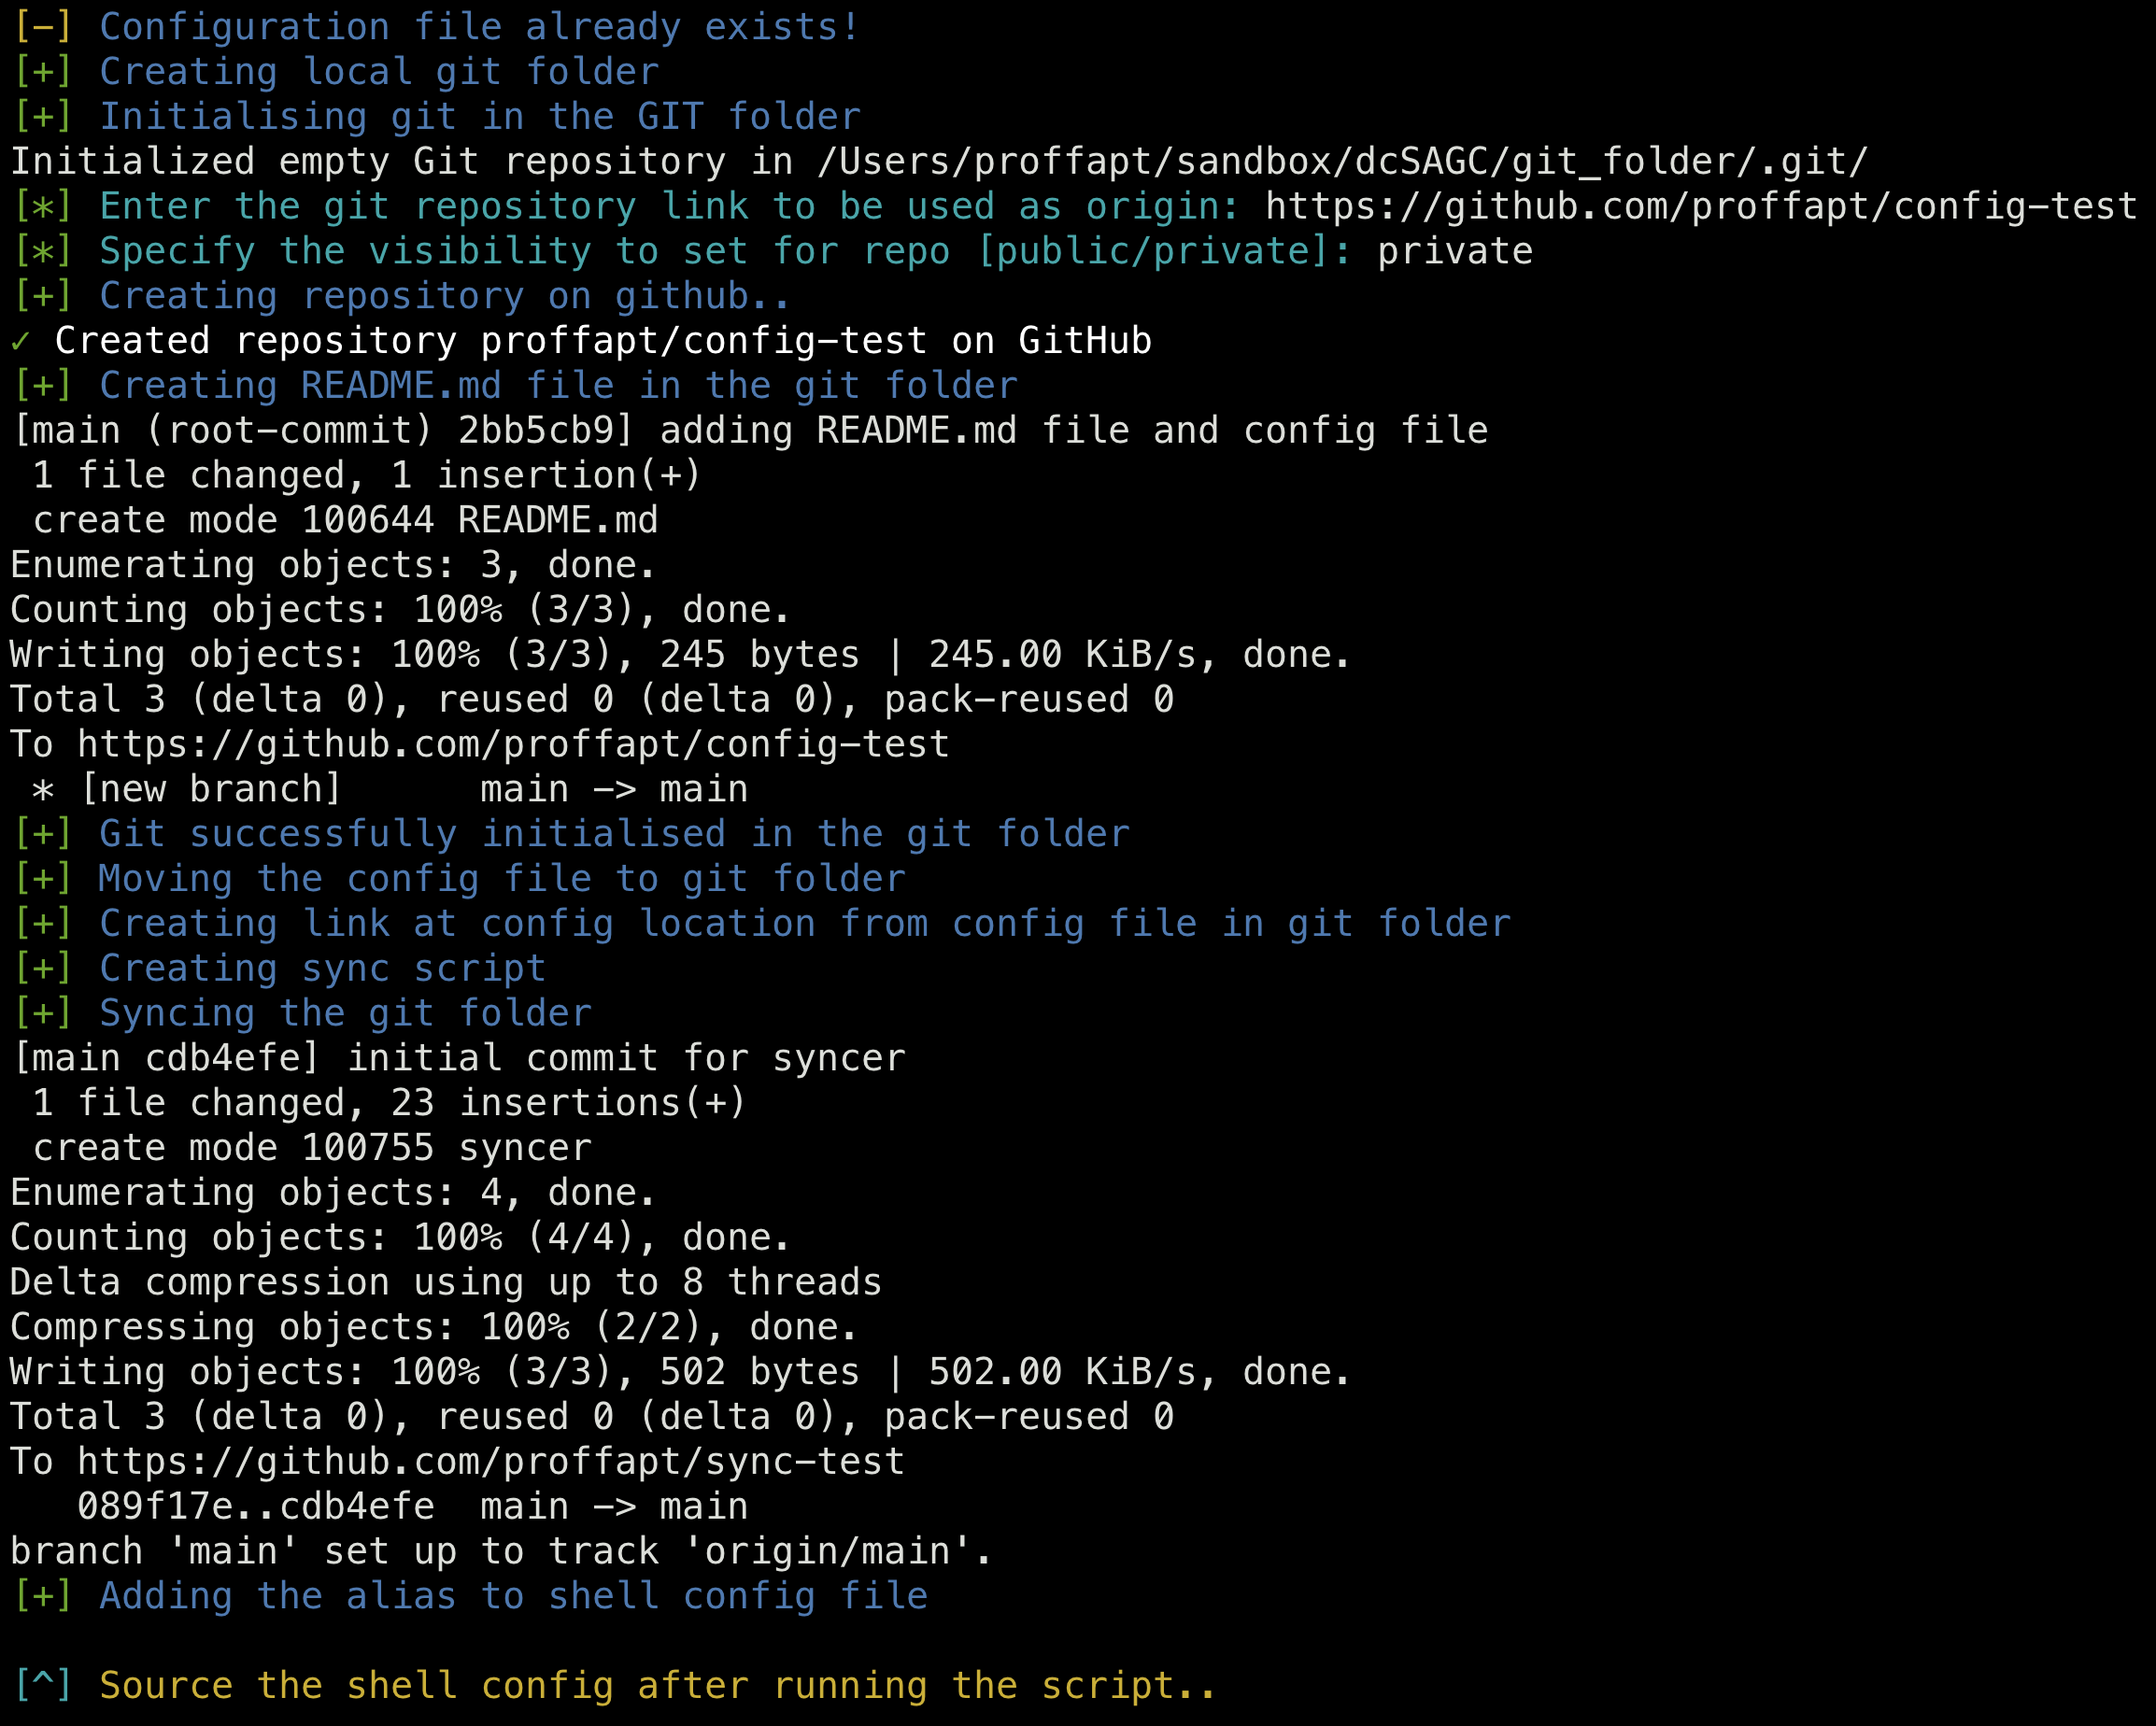 [-] Configuration file already exists!
[+] Creating local git folder
[+] Initialising git in the GIT folder
Initialized empty Git repository in /Users/proffapt/sandbox/dcSAGC/git_folder/.git/
[*] Enter the git repository link to be used as origin: https://github.com/proffapt/config-test
[*] Specify the visibility to set for repo [public/private]: private
[+] Creating repository on github..
✓ Created repository proffapt/config-test on GitHub
[+] Creating README.md file in the git folder
[main (root-commit) 2bb5cb9] adding README.md file and config file
 1 file changed, 1 insertion(+)
 create mode 100644 README.md
Enumerating objects: 3, done.
Counting objects: 100% (3/3), done.
Writing objects: 100% (3/3), 245 bytes | 245.00 KiB/s, done.
Total 3 (delta 0), reused 0 (delta 0), pack-reused 0
To https://github.com/proffapt/config-test
 * [new branch]      main -> main
[+] Git successfully initialised in the git folder
[+] Moving the config file to git folder
[+] Creating link at config location from config file in git folder
[+] Creating sync script
[+] Syncing the git folder
[main cdb4efe] initial commit for syncer
 1 file changed, 23 insertions(+)
 create mode 100755 syncer
Enumerating objects: 4, done.
Counting objects: 100% (4/4), done.
Delta compression using up to 8 threads
Compressing objects: 100% (2/2), done.
Writing objects: 100% (3/3), 502 bytes | 502.00 KiB/s, done.
Total 3 (delta 0), reused 0 (delta 0), pack-reused 0
To https://github.com/proffapt/sync-test
   089f17e..cdb4efe  main -> main
branch 'main' set up to track 'origin/main'.
[+] Adding the alias to shell config file
[^] Source the shell config after running the script..